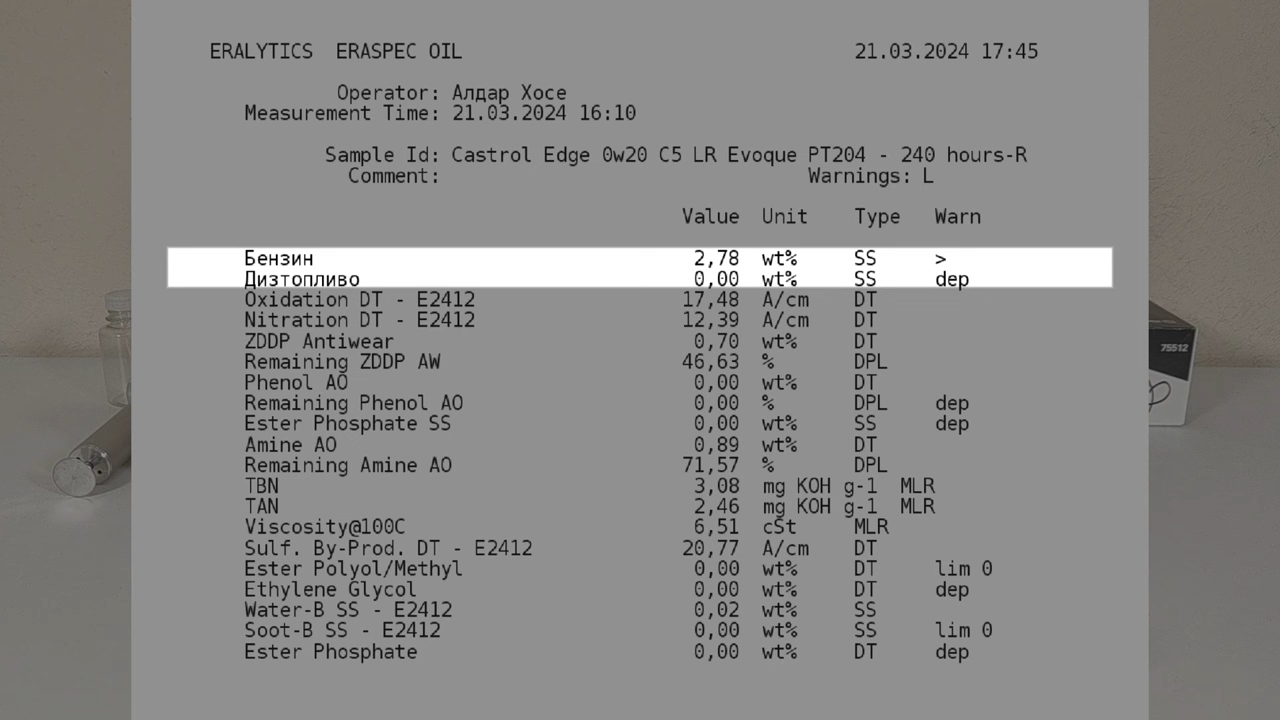 ERALYTICS ERASPEC OIL 21.03.2024 17:45
Operator: Алдар Хосе
Measurement Time: 21.03.2024 16:10
Sample Id: Castrol Edge 0w20 C5 LR Evoque PT204 - 240 hours-R
Comment: Warnings: L
Value Unit Type Warn
Бензин 2,78 wt% SS >
Дизтопливо 0,00 wt% SS dep
Oxidation DT - E2412 17,48 A/cm DT
Nitration DT - E2412 12,39 A/cm DT
ZDDP Antiwear 0,70 wt% DT
Remaining ZDDP AW 46,63 % DPL
Phenol AO 0,00 wt% DT
Remaining Phenol AO 0,00 % DPL dep
Ester Phosphate SS 0,00 wt% SS dep
Amine AO 0,89 wt% DT
Remaining Amine AO 71,57 % DPL
TBN 3,08 mg KOH g-1 MLR
TAN 2,46 mg KOH g-1 MLR
Viscosity@100C 6,51 cSt MLR
Sulf. By-Prod. DT - E2412 20,77 A/cm DT
Ester Polyol/Methyl 0,00 wt% DT lim 0
Ethylene Glycol 0,00 wt% DT dep
Water-B SS - E2412 0,02 wt% SS
Soot-B SS - E2412 0,00 wt% SS lim 0
Ester Phosphate 0,00 wt% DT dep
75512